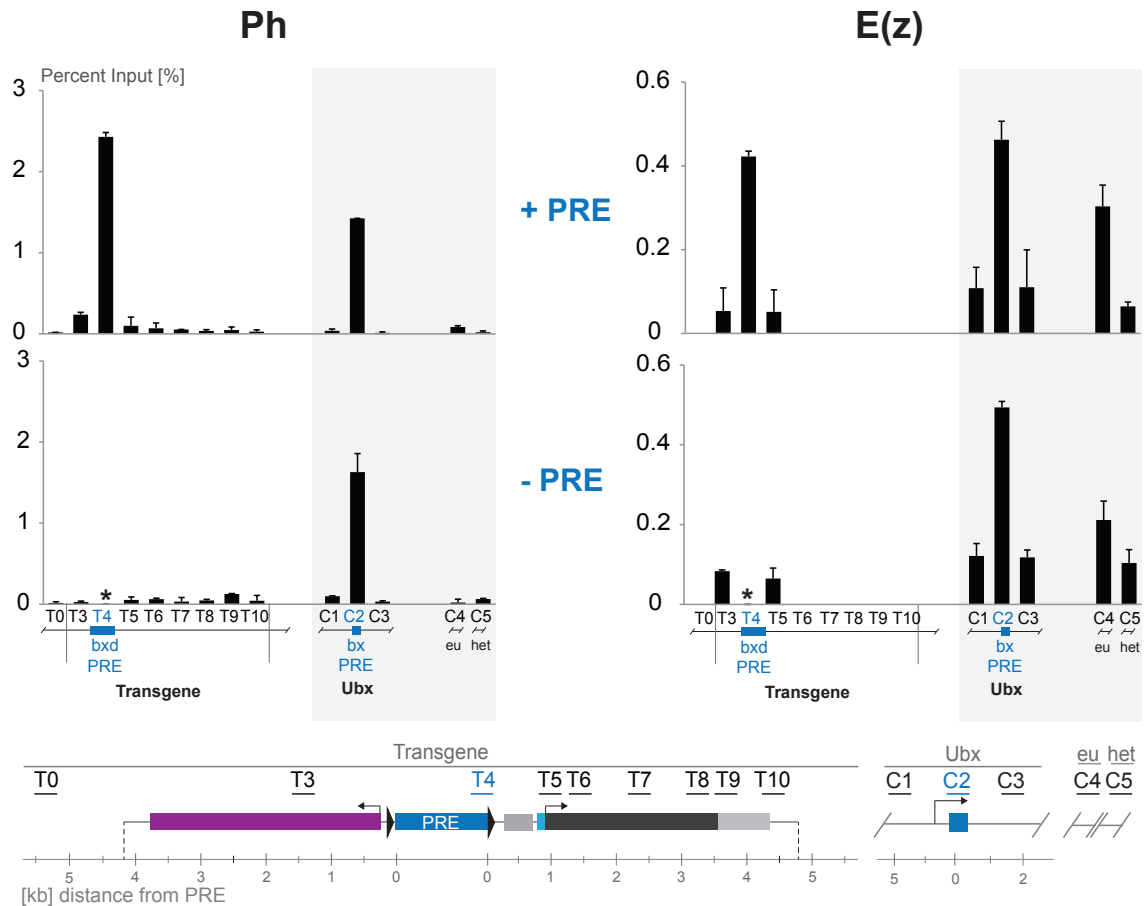 Ph
E(z)
Percent Input [%]
3
2
1
0
0.6
0.4
0.2
0
+ PRE
3
2
1
0
0.6
0.4
0.2
0
- PRE
*
*
T0 T3 T4 T5 T6 T7 T8 T9 T10 C1 C2 C3 C4 C5
bxd PRE
bx PRE
eu het
Transgene Ubx
T0 T3 T4 T5 T6 T7 T8 T9 T10 C1 C2 C3 C4 C5
bxd PRE
bx PRE
eu het
Transgene Ubx
Transgene Ubx eu het
T0 T3 T4 T5 T6 T7 T8 T9 T10 C1 C2 C3 C4 C5
PRE
5 4 3 2 1 0 0 1 2 3 4 5 5 0 2
[kb] distance from PRE